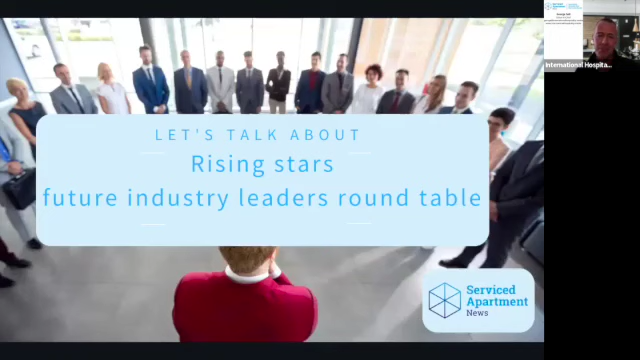 LET'S TALK ABOUT
Rising stars
future industry leaders round table
Serviced
Apartment
News
International Hospita...